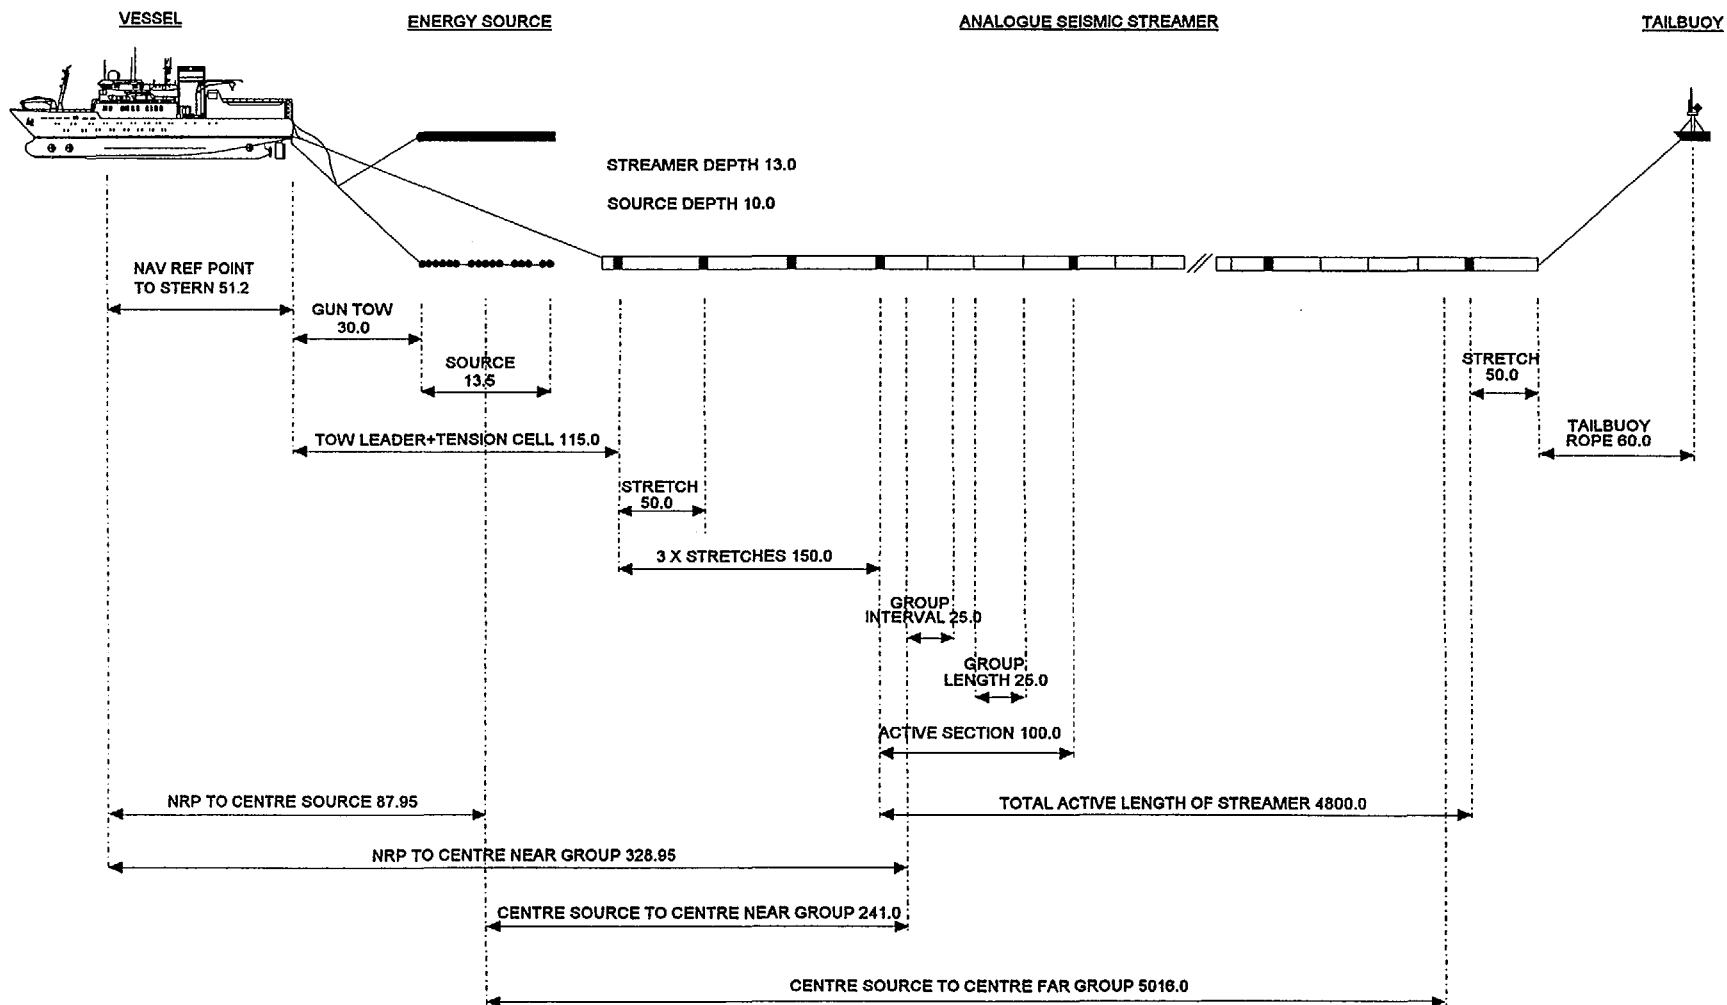 VESSEL
ENERGY SOURCE
ANALOGUE SEISMIC STREAMER
TAILBUOY
STREAMER DEPTH 13.0
SOURCE DEPTH 10.0
NAV REF POINT
TO STERN 51.2
GUN TOW
30.0
SOURCE
13.5
STRETCH
50.0
TOW LEADER+TENSION CELL 115.0
TAILBUOY
ROPE 60.0
STRETCH
50.0
3 X STRETCHES 150.0
GROUP
INTERVAL 25.0
GROUP
LENGTH 25.0
ACTIVE SECTION 100.0
NRP TO CENTRE SOURCE 87.95
TOTAL ACTIVE LENGTH OF STREAMER 4800.0
NRP TO CENTRE NEAR GROUP 328.95
CENTRE SOURCE TO CENTRE NEAR GROUP 241.0
CENTRE SOURCE TO CENTRE FAR GROUP 5016.0